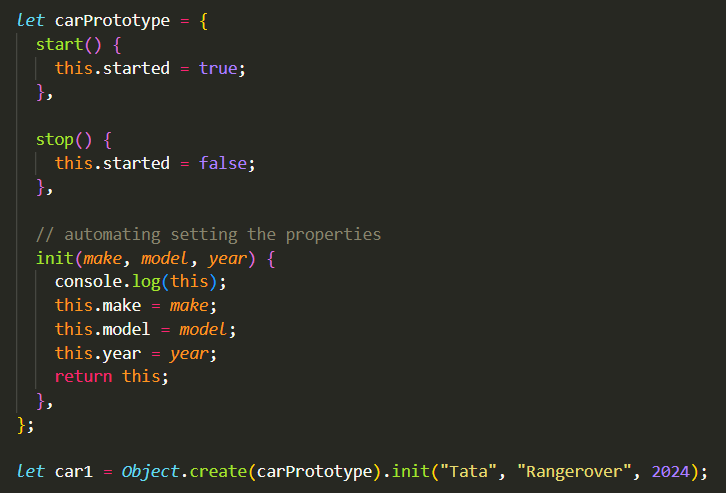 let carPrototype = {
  start() {
    this.started = true;
  },

  stop() {
    this.started = false;
  },

  // automating setting the properties
  init(make, model, year) {
    console.log(this);
    this.make = make;
    this.model = model;
    this.year = year;
    return this;
  },
};

let car1 = Object.create(carPrototype).init("Tata", "Rangerover", 2024);